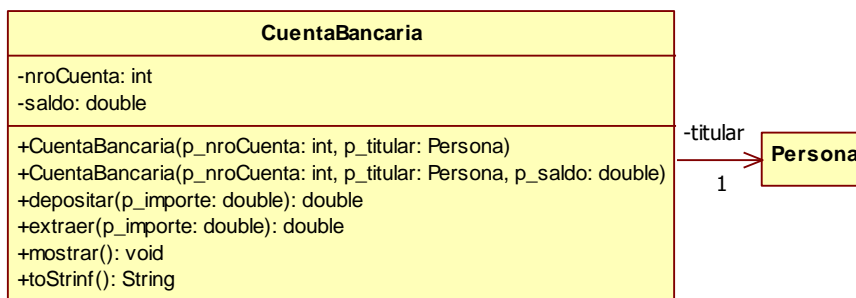 CuentaBancaria
-nroCuenta: int
-saldo: double
+CuentaBancaria(p_nroCuenta: int, p_titular: Persona)
+CuentaBancaria(p_nroCuenta: int, p_titular: Persona, p_saldo: double)
+depositar(p_importe: double): double
+extraer(p_importe: double): double
+mostrar(): void
+toStrinf(): String
-titular
1
Persona